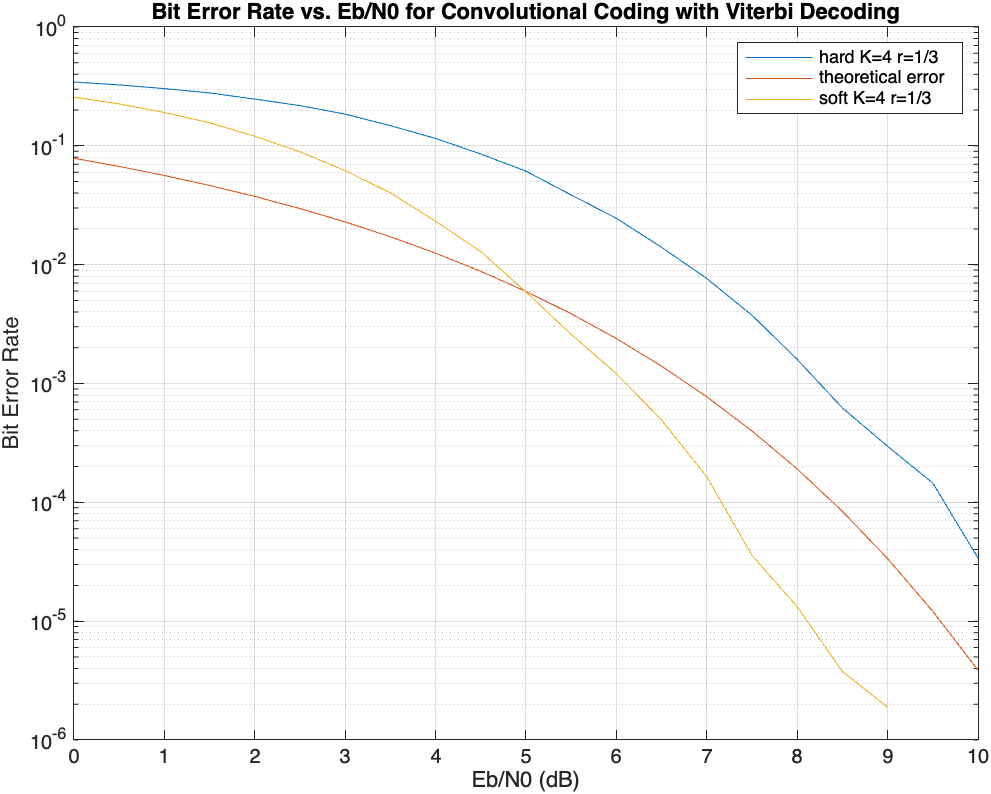 Bit Error Rate vs. Eb/N0 for Convolutional Coding with Viterbi Decoding
hard K=4 r=1/3
theoretical error
soft K=4 r=1/3
10^0
10^-1
10^-2
10^-3
10^-4
10^-5
10^-6
Bit Error Rate
0 1 2 3 4 5 6 7 8 9 10
Eb/N0 (dB)